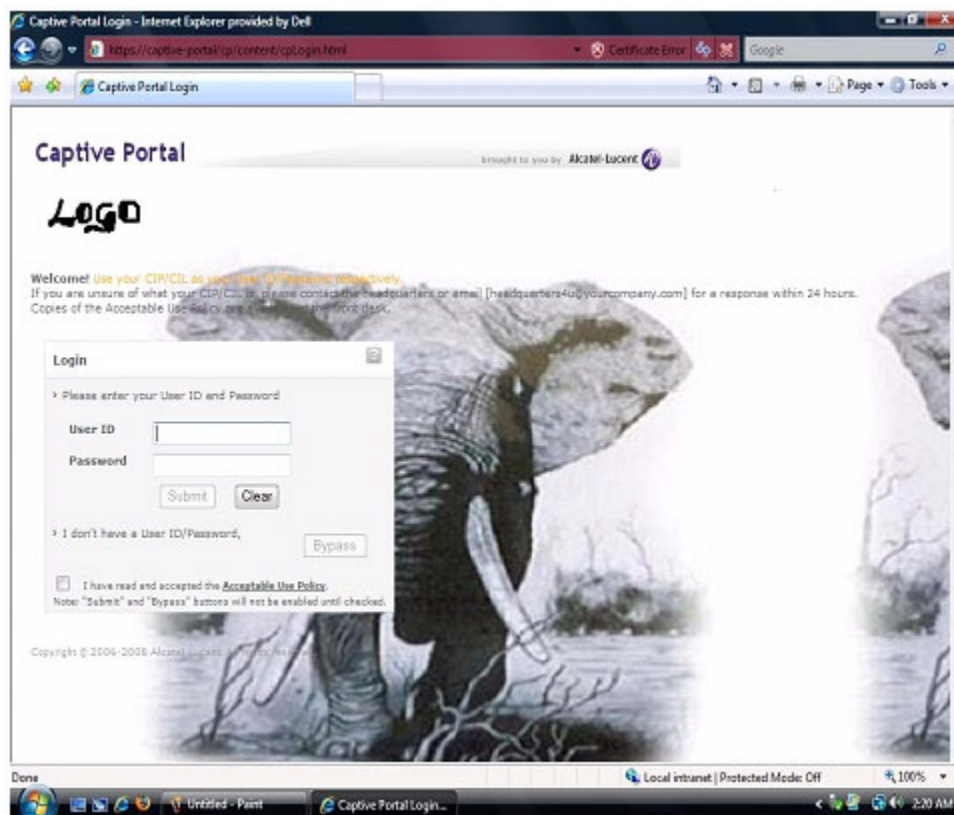 Captive Portal Login - Internet Explorer provided by Dell
https://captive-portal/cp/content/cpLogin.html
Certificate Error
Google
Captive Portal Login
Page
Tools
Captive Portal
brought to you by Alcatel-Lucent
LOGO
Welcome! Use your CIP/CIL as your User ID/Password respectively.
If you are unsure of what your CIP/CIL is, please contact the headquarters or email [headquarters4u@yourcompany.com] for a response within 24 hours.
Copies of the Acceptable Use Policy are at the front desk.
Login
?
> Please enter your User ID and Password
User ID
Password
Submit
Clear
> I don't have a User ID/Password,
Bypass
I have read and accepted the Acceptable Use Policy.
Note: "Submit" and "Bypass" buttons will not be enabled until checked.
Copyright © 2006-2008 Alcatel-Lucent.
Done
Local intranet | Protected Mode: Off
100%
Untitled - Paint
Captive Portal Login...
2:20 AM